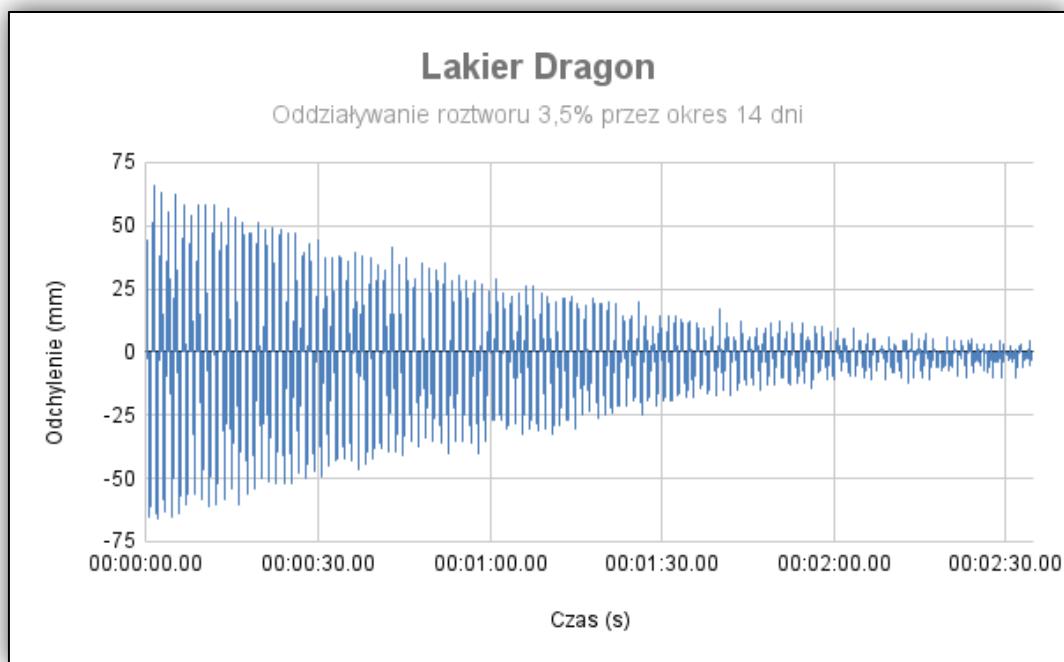 Lakier Dragon
Oddziaływanie roztworu 3,5% przez okres 14 dni
Odchylenie (mm)
75
50
25
0
-25
-50
-75
00:00:00.00 00:00:30.00 00:01:00.00 00:01:30.00 00:02:00.00 00:02:30.00
Czas (s)